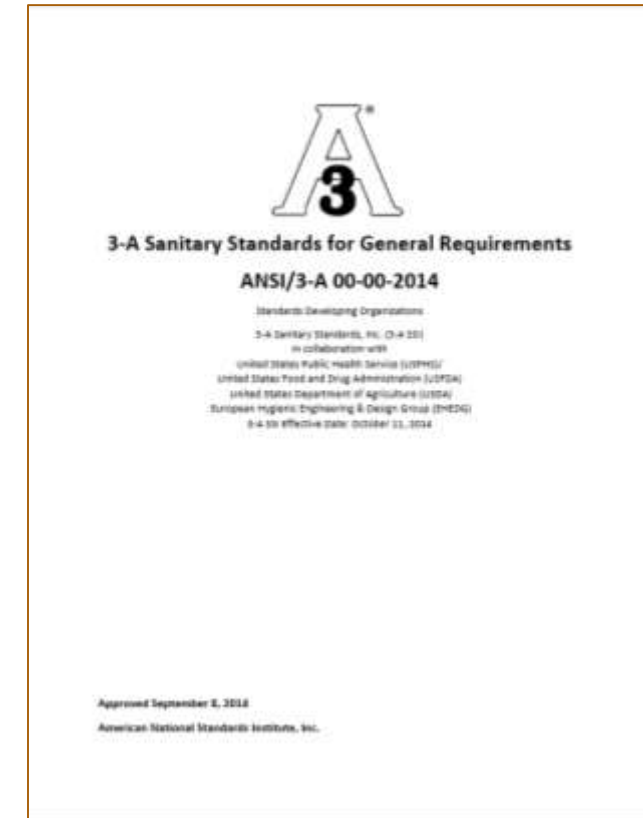 A®
3
3-A Sanitary Standards for General Requirements
ANSI/3-A 00-00-2014
Standards Developing Organizations
3-A Sanitary Standards, Inc. (3-A SSI)
in collaboration with
United States Public Health Service (USPHS)/
United States Food and Drug Administration (USFDA)
United States Department of Agriculture (USDA)
European Hygienic Engineering & Design Group (EHEDG)
3-A SSI Effective Date: October 11, 2014
Approved September 8, 2014
American National Standards Institute, Inc.